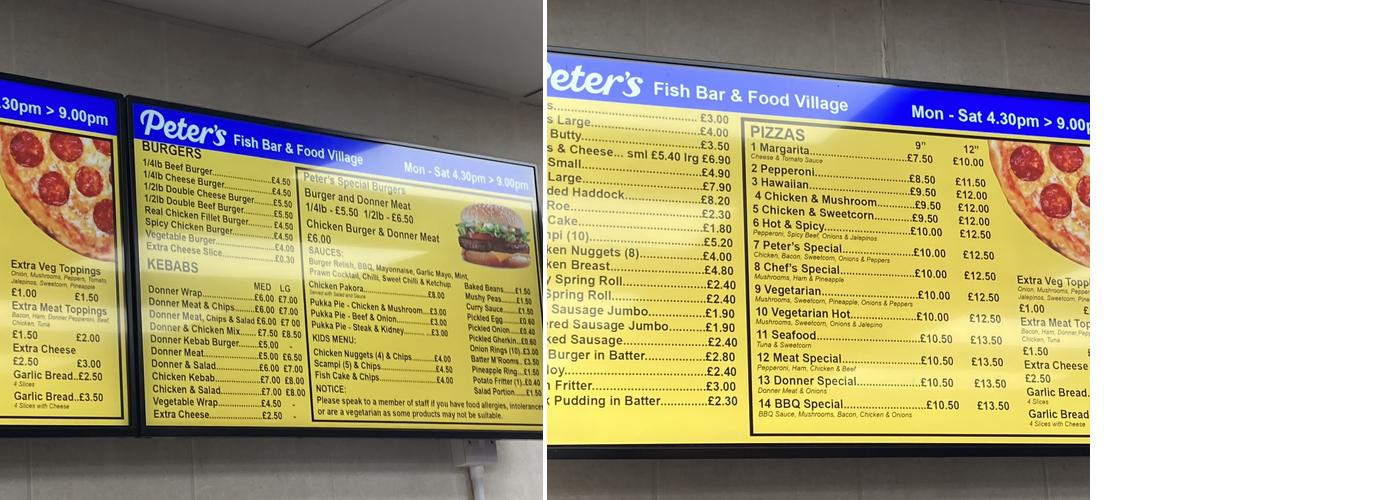 .30pm > 9.00pm
Extra Veg Toppings
Onion, Mushrooms, Peppers, Tomato,
Jalepinos, Sweetcorn, Pineapple
£1.00 £1.50
Extra Meat Toppings
Bacon, Ham, Donner, Pepperoni, Beef,
Chicken, Tuna
£1.50 £2.00
Extra Cheese
£2.50 £3.00
Garlic Bread..£2.50
4 Slices
Garlic Bread..£3.50
4 Slices with Cheese
Peter's Fish Bar & Food Village Mon - Sat 4.30pm > 9.00pm
BURGERS
1/4lb Beef Burger...£4.50
1/4lb Cheese Burger...£4.50
1/2lb Double Cheese Burger...£5.50
1/2lb Double Beef Burger...£5.50
Real Chicken Fillet Burger...£4.50
Spicy Chicken Burger...£4.50
Vegetable Burger...£4.00
Extra Cheese Slice...£0.30
KEBABS
MED LG
Donner Wrap...£6.00 £7.00
Donner Meat & Chips...£6.00 £7.00
Donner Meat, Chips & Salad £6.00 £7.00
Donner & Chicken Mix...£7.50 £8.50
Donner Kebab Burger...£5.00 -
Donner Meat...£5.00 £6.50
Donner & Salad...£6.00 £7.00
Chicken Kebab...£7.00 £8.00
Chicken & Salad...£7.00 £8.00
Vegetable Wrap...£4.50 -
Extra Cheese...£2.50 -
Peter's Special Burgers
Burger and Donner Meat
1/4lb - £5.50 1/2lb - £6.50
Chicken Burger & Donner Meat
£6.00
SAUCES:
Burger Relish, BBQ, Mayonnaise, Garlic Mayo, Mint,
Prawn Cocktail, Chilli, Sweet Chilli & Ketchup
Chicken Pakora...£8.00
Served with Salad and Sauce
Pukka Pie - Chicken & Mushroom...£3.00
Pukka Pie - Beef & Onion...£3.00
Pukka Pie - Steak & Kidney...£3.00
KIDS MENU:
Chicken Nuggets (4) & Chips...£4.00
Scampi (5) & Chips...£4.50
Fish Cake & Chips...£4.00
Baked Beans...£1.50
Mushy Peas...£1.50
Curry Sauce...£1.50
Pickled Egg...£0.60
Pickled Onion...£0.40
Pickled Gherkin...£0.60
Onion Rings (10)...£3.00
Batter M'Rooms...£3.50
Pineapple Ring...£1.50
Potato Fritter (1)...£0.40
Salad Portion...£1.50
NOTICE:
Please speak to a member of staff if you have food allergies, intolerances
or are a vegetarian as some products may not be suitable.
Peter's Fish Bar & Food Village Mon - Sat 4.30pm > 9.00p
s...£3.00
s Large...£4.00
Butty...£3.50
s & Cheese... sml £5.40 lrg £6.90
Small...£4.90
Large...£7.90
ded Haddock...£8.20
Roe...£2.30
Cake...£1.80
mpi (10)...£5.20
ken Nuggets (8)...£4.00
ken Breast...£4.80
y Spring Roll...£2.40
Spring Roll...£2.40
Sausage Jumbo...£1.90
ered Sausage Jumbo...£1.90
ked Sausage...£2.40
Burger in Batter...£2.80
loy...£2.40
n Fritter...£3.00
k Pudding in Batter...£2.30
PIZZAS 9" 12"
1 Margarita...£7.50 £10.00
Cheese & Tomato Sauce
2 Pepperoni...£8.50 £11.50
3 Hawaiian...£9.50 £12.00
4 Chicken & Mushroom...£9.50 £12.00
5 Chicken & Sweetcorn...£9.50 £12.00
6 Hot & Spicy...£10.00 £12.50
Pepperoni, Spicy Beef, Onions & Jalepinos
7 Peter's Special...£10.00 £12.50
Chicken, Bacon, Sweetcorn, Onions & Peppers
8 Chef's Special...£10.00 £12.50
Mushrooms, Ham & Pineapple
9 Vegetarian...£10.00 £12.50
Mushrooms, Sweetcorn, Pineapple, Onions & Peppers
10 Vegetarian Hot...£10.00 £12.50
Mushrooms, Sweetcorn, Onions & Jalepino
11 Seafood...£10.50 £13.50
Tuna & Sweetcorn
12 Meat Special...£10.50 £13.50
Pepperoni, Ham, Chicken & Beef
13 Donner Special...£10.50 £13.50
Donner Meat & Onions
14 BBQ Special...£10.50 £13.50
BBQ Sauce, Mushrooms, Bacon, Chicken & Onions
Extra Veg Topp
Onion, Mushrooms, Peppe
Jalepinos, Sweetcorn, Pin
£1.00 £
Extra Meat Top
Bacon, Ham, Donner, Pepp
Chicken, Tuna
£1.50 £
Extra Cheese
£2.50
Garlic Bread.
4 Slices
Garlic Bread.
4 Slices with Cheese